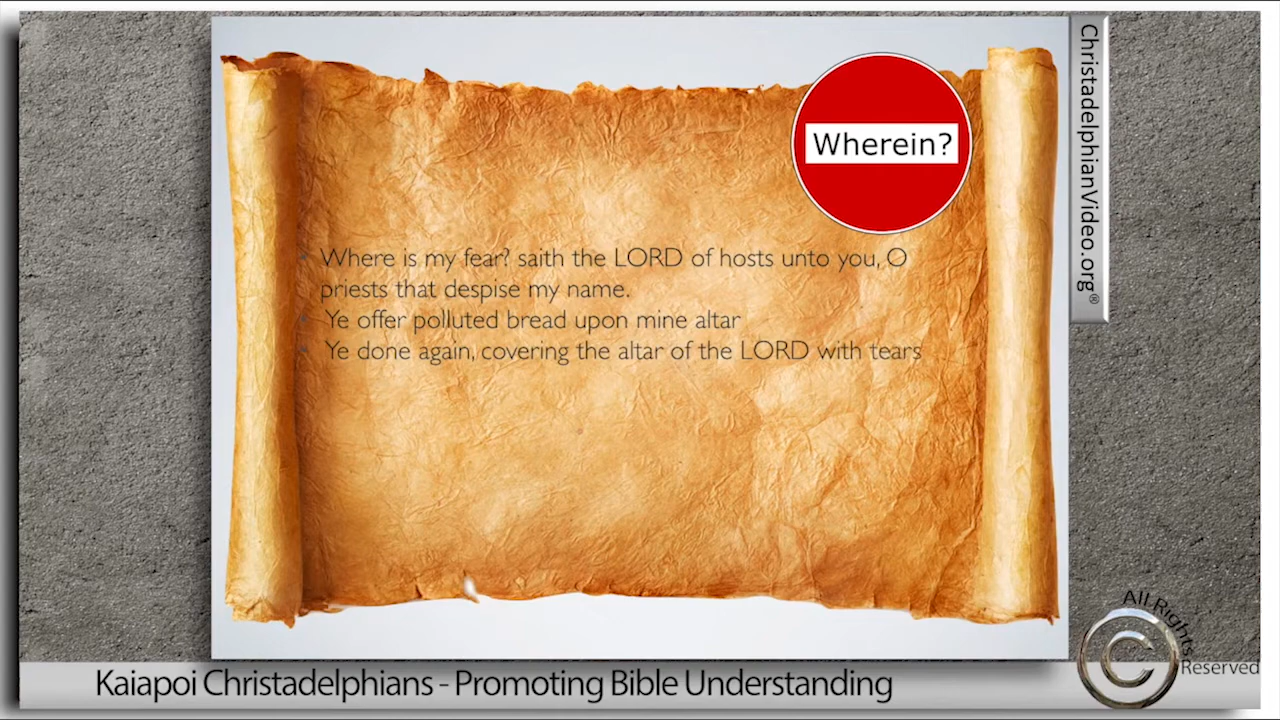 Wherein?
• Where is my fear? saith the LORD of hosts unto you, O
priests that despise my name.
• Ye offer polluted bread upon mine altar
• Ye done again, covering the altar of the LORD with tears
ChristadelphianVideo.org®
All Rights
Reserved
Kaiapoi Christadelphians - Promoting Bible Understanding